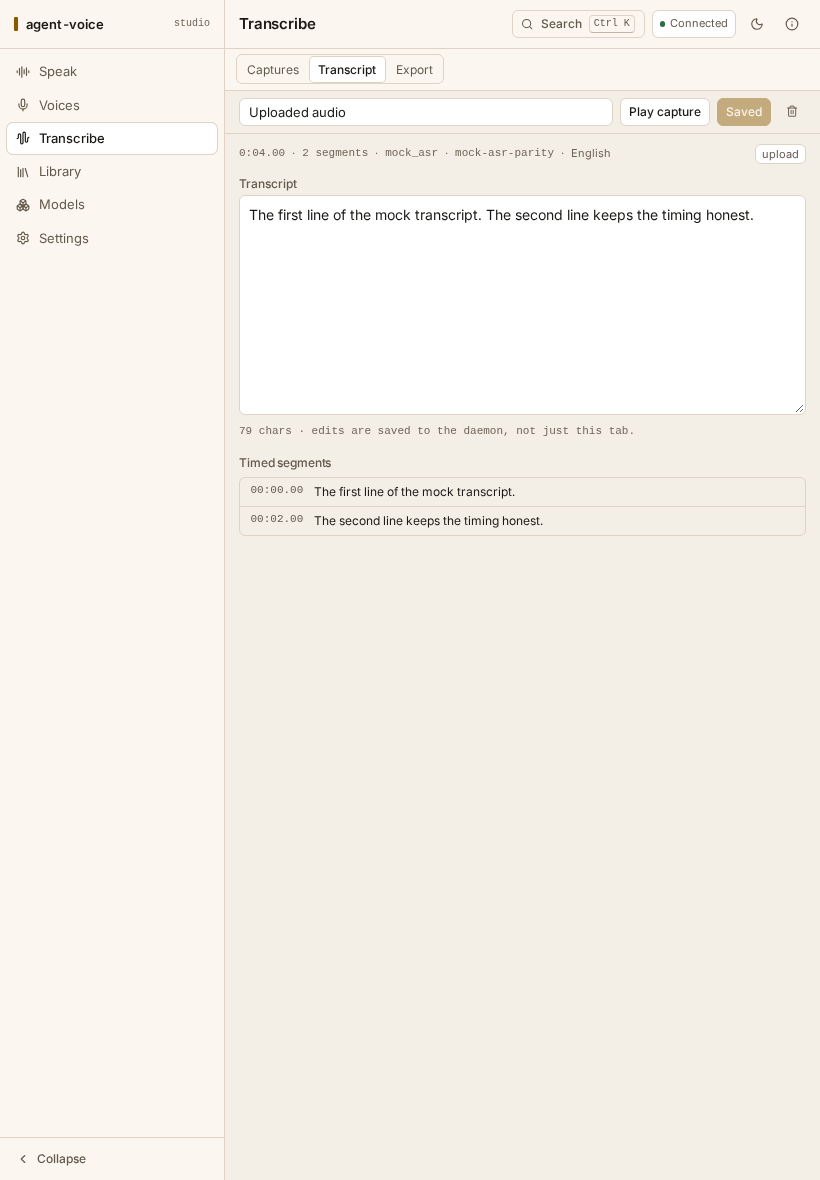 agent-voice studio
Transcribe
Search Ctrl K
Connected
Speak
Voices
Transcribe
Library
Models
Settings
Collapse
Captures Transcript Export
Uploaded audio
Play capture
Saved
0:04.00 · 2 segments · mock_asr · mock-asr-parity · English
upload
Transcript
The first line of the mock transcript. The second line keeps the timing honest.
79 chars · edits are saved to the daemon, not just this tab.
Timed segments
00:00.00 The first line of the mock transcript.
00:02.00 The second line keeps the timing honest.